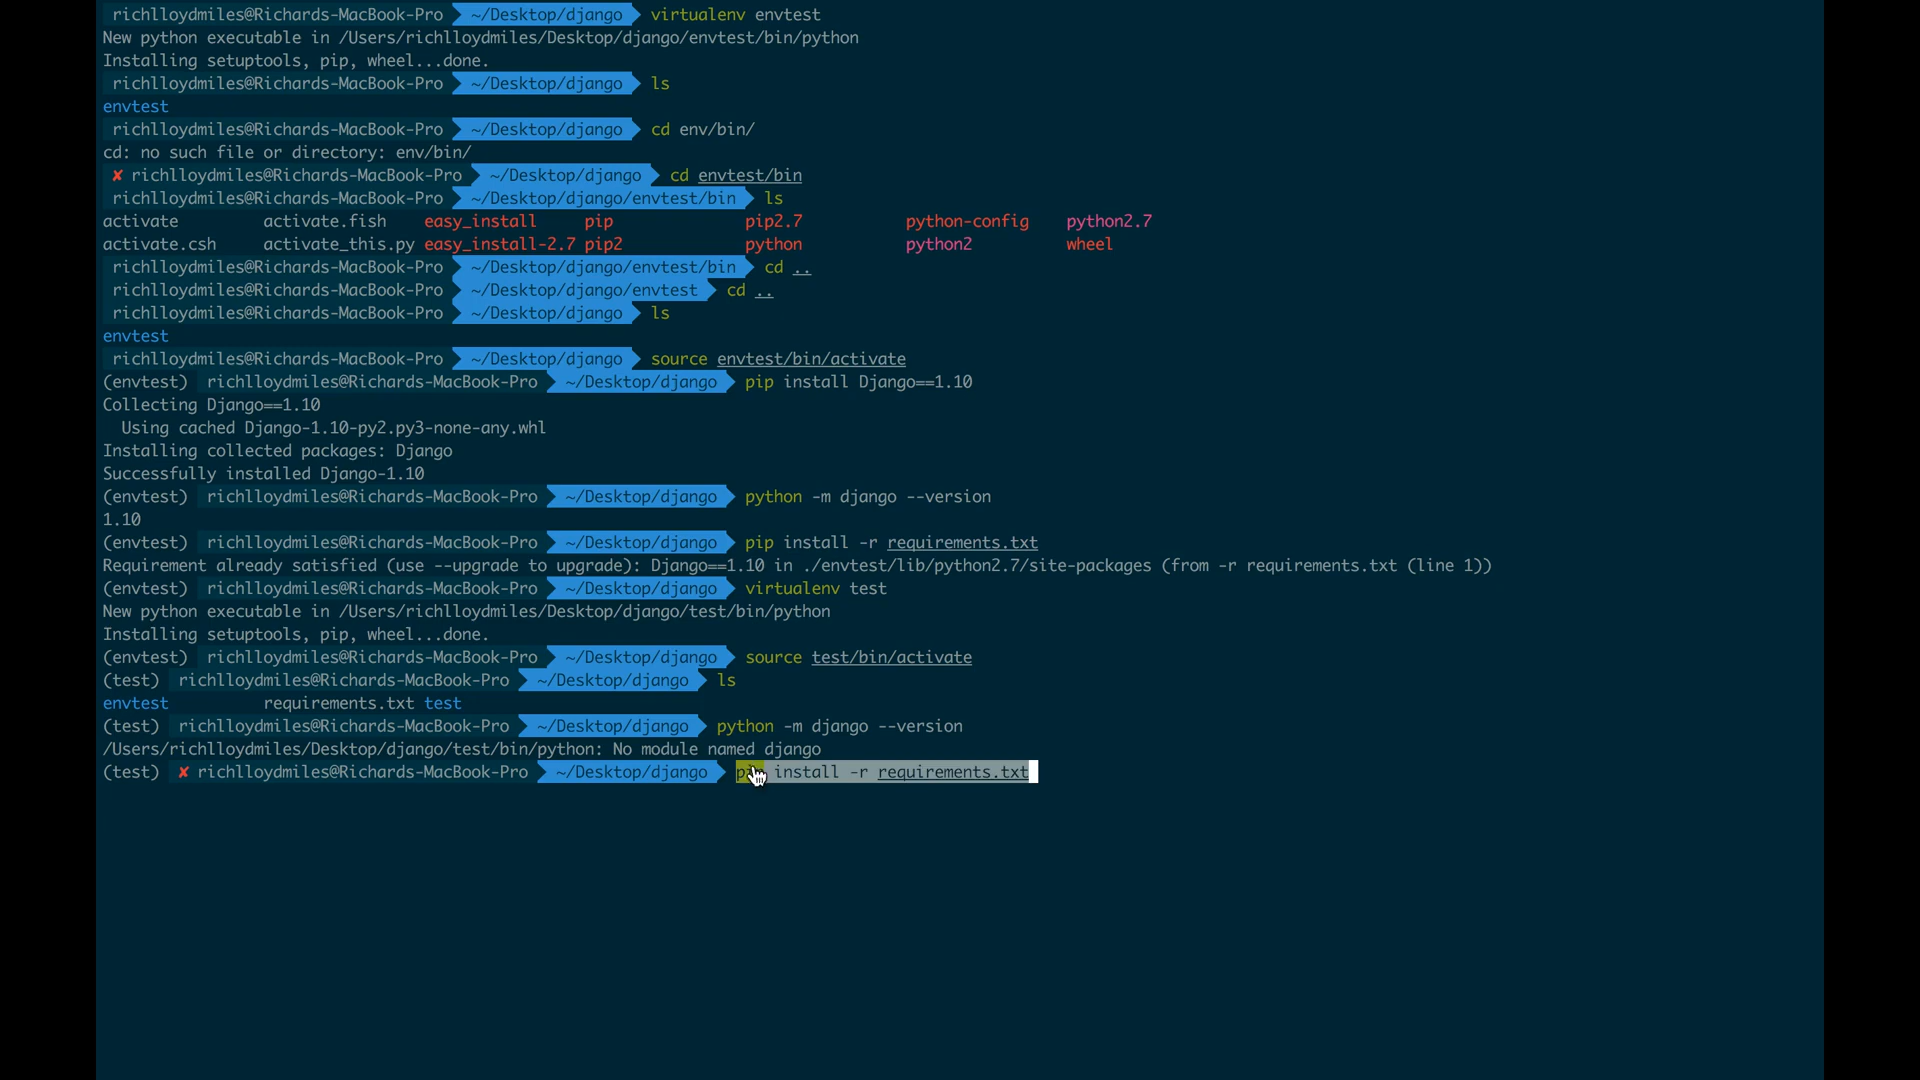 richlloydmiles@Richards-MacBook-Pro ~/Desktop/django virtualenv envtest
New python executable in /Users/richlloydmiles/Desktop/django/envtest/bin/python
Installing setuptools, pip, wheel...done.
richlloydmiles@Richards-MacBook-Pro ~/Desktop/django ls
envtest
richlloydmiles@Richards-MacBook-Pro ~/Desktop/django cd env/bin/
cd: no such file or directory: env/bin/
✘ richlloydmiles@Richards-MacBook-Pro ~/Desktop/django cd envtest/bin
richlloydmiles@Richards-MacBook-Pro ~/Desktop/django/envtest/bin ls
activate activate.fish easy_install pip pip2.7 python-config python2.7
activate.csh activate_this.py easy_install-2.7 pip2 python python2 wheel
richlloydmiles@Richards-MacBook-Pro ~/Desktop/django/envtest/bin cd ..
richlloydmiles@Richards-MacBook-Pro ~/Desktop/django/envtest cd ..
richlloydmiles@Richards-MacBook-Pro ~/Desktop/django ls
envtest
richlloydmiles@Richards-MacBook-Pro ~/Desktop/django source envtest/bin/activate
(envtest) richlloydmiles@Richards-MacBook-Pro ~/Desktop/django pip install Django==1.10
Collecting Django==1.10
Using cached Django-1.10-py2.py3-none-any.whl
Installing collected packages: Django
Successfully installed Django-1.10
(envtest) richlloydmiles@Richards-MacBook-Pro ~/Desktop/django python -m django --version
1.10
(envtest) richlloydmiles@Richards-MacBook-Pro ~/Desktop/django pip install -r requirements.txt
Requirement already satisfied (use --upgrade to upgrade): Django==1.10 in ./envtest/lib/python2.7/site-packages (from -r requirements.txt (line 1))
(envtest) richlloydmiles@Richards-MacBook-Pro ~/Desktop/django virtualenv test
New python executable in /Users/richlloydmiles/Desktop/django/test/bin/python
Installing setuptools, pip, wheel...done.
(envtest) richlloydmiles@Richards-MacBook-Pro ~/Desktop/django source test/bin/activate
(test) richlloydmiles@Richards-MacBook-Pro ~/Desktop/django ls
envtest requirements.txt test
(test) richlloydmiles@Richards-MacBook-Pro ~/Desktop/django python -m django --version
/Users/richlloydmiles/Desktop/django/test/bin/python: No module named django
(test) ✘ richlloydmiles@Richards-MacBook-Pro ~/Desktop/django pip install -r requirements.txt